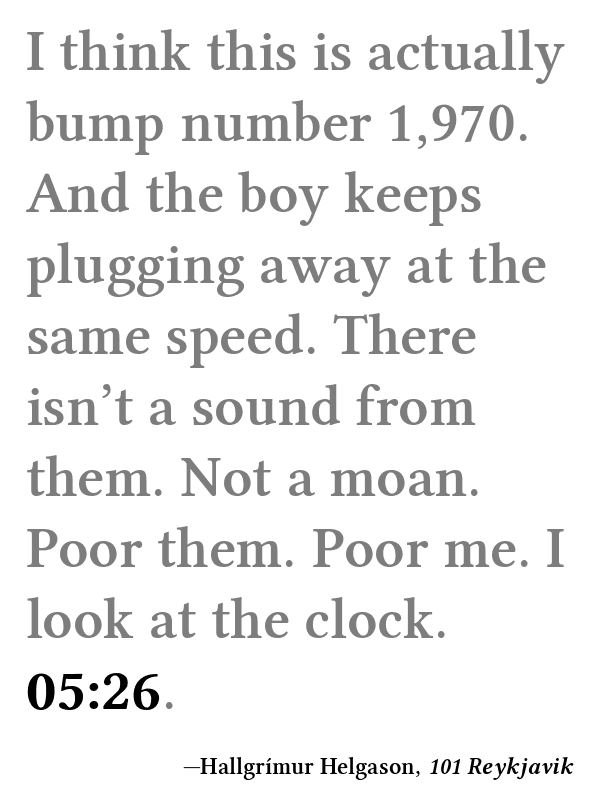 I think this is actually
bump number 1,970.
And the boy keeps
plugging away at the
same speed. There
isn’t a sound from
them. Not a moan.
Poor them. Poor me. I
look at the clock.
05:26.
—Hallgrímur Helgason, 101 Reykjavik